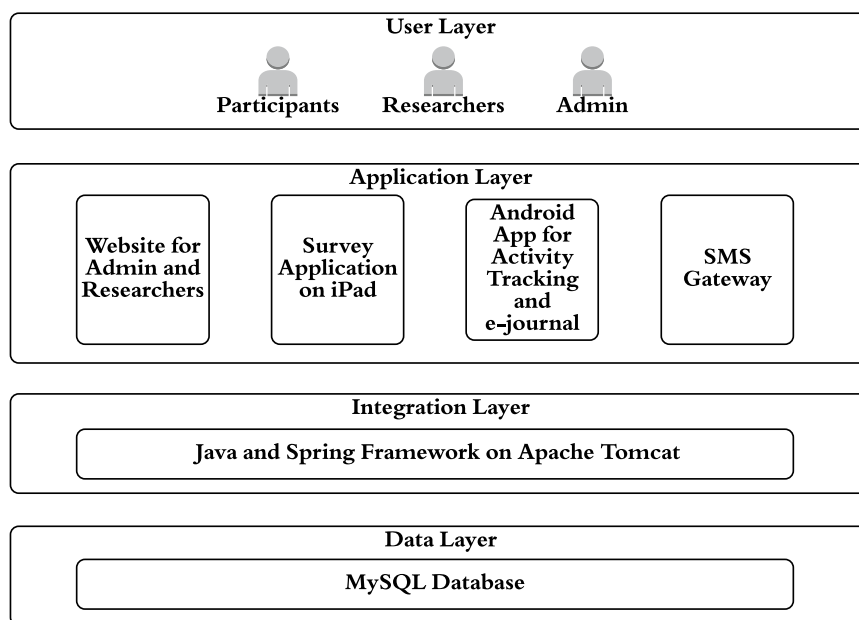 User Layer
Participants
Researchers
Admin
Application Layer
Website for
Admin and
Researchers
Survey
Application
on iPad
Android
App for
Activity
Tracking
and
e-journal
SMS
Gateway
Integration Layer
Java and Spring Framework on Apache Tomcat
Data Layer
MySQL Database